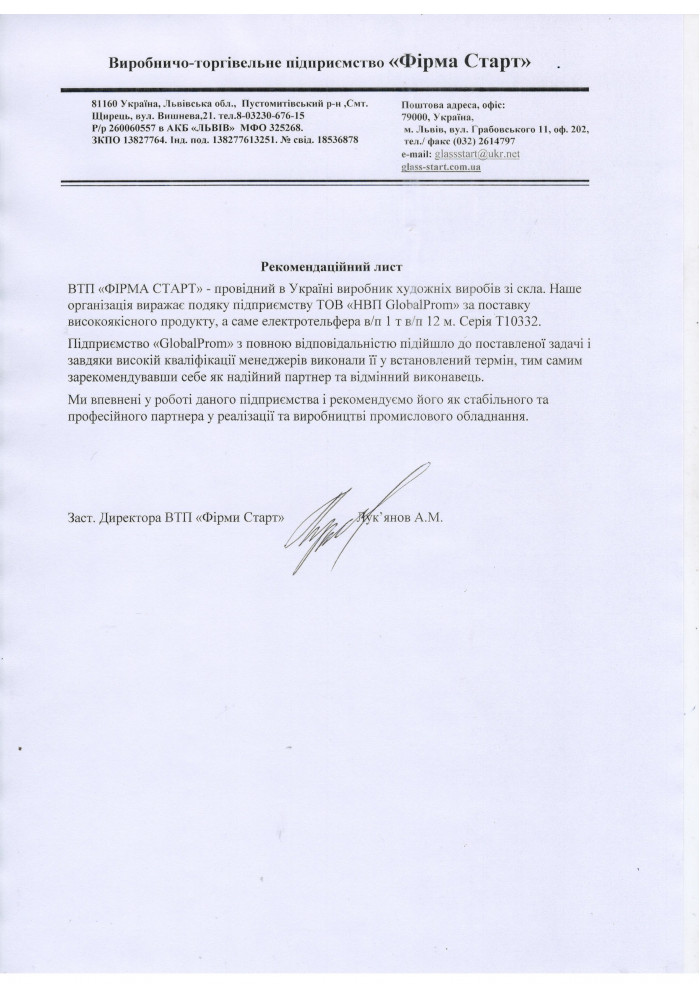 Виробничо-торгівельне підприємство «Фірма Старт»
81160 Україна, Львівська обл., Пустомитівський р-н ,Смт.
Щирець, вул. Вишнева,21. тел.8-03230-676-15
Р/р 260060557 в АКБ «ЛЬВІВ» МФО 325268.
ЗКПО 13827764. Інд. под. 138277613251. № свід. 18536878
Поштова адреса, офіс:
79000, Україна,
м. Львів, вул. Грабовського 11, оф. 202,
тел./ факс (032) 2614797
e-mail: glassstart@ukr.net
glass-start.com.ua
Рекомендаційний лист
ВТП «ФІРМА СТАРТ» - провідний в Україні виробник художніх виробів зі скла. Наше
організація виражає подяку підприємству ТОВ «НВП GlobalProm» за поставку
високоякісного продукту, а саме електротельфера в/п 1 т в/п 12 м. Серія Т10332.
Підприємство «GlobalProm» з повною відповідальністю підійшло до поставленої задачі і
завдяки високій кваліфікації менеджерів виконали її у встановлений термін, тим самим
зарекомендувавши себе як надійний партнер та відмінний виконавець.
Ми впевнені у роботі даного підприємства і рекомендуємо його як стабільного та
професійного партнера у реалізації та виробництві промислового обладнання.
Заст. Директора ВТП «Фірми Старт» Лук’янов А.М.